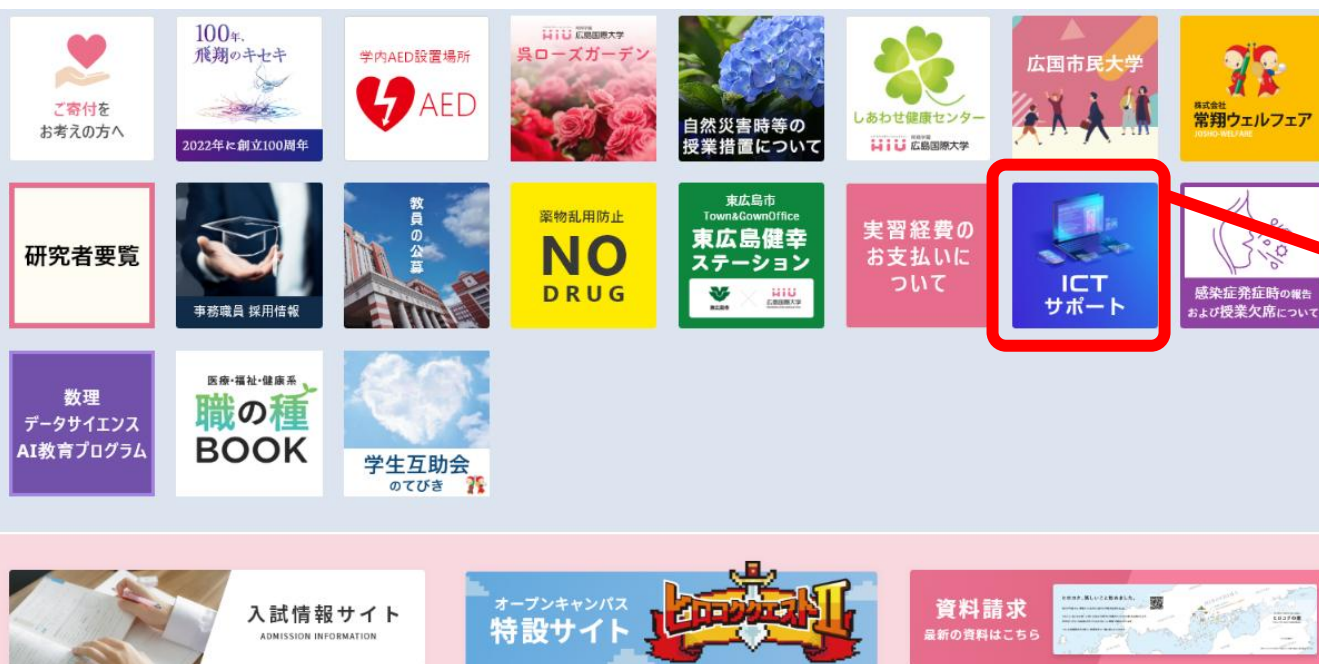 ご寄付を
お考えの方へ
100年、
飛翔のキセキ
2022年に創立100周年
学内AED設置場所
AED
HIU 広島国際大学
呉ローズガーデン
自然災害時等の
授業措置について
しあわせ健康センター
HIU 広島国際大学
広国市民大学
株式会社
常翔ウェルフェア
JOSHO WELFARE
研究者要覧
事務職員 採用情報
教員の公募
薬物乱用防止
NO
DRUG
東広島市
Town&GownOffice
東広島健幸
ステーション
HIU
広島国際大学
実習経費の
お支払いに
ついて
ICT
サポート
感染症発症時の報告
および授業欠席について
数理
データサイエンス
AI教育プログラム
医療・福祉・健康系
職の種
BOOK
学生互助会
のてびき
入試情報サイト
ADMISSION INFORMATION
オープンキャンパス
特設サイト
ヒロコククエストII
資料請求
最新の資料はこちら